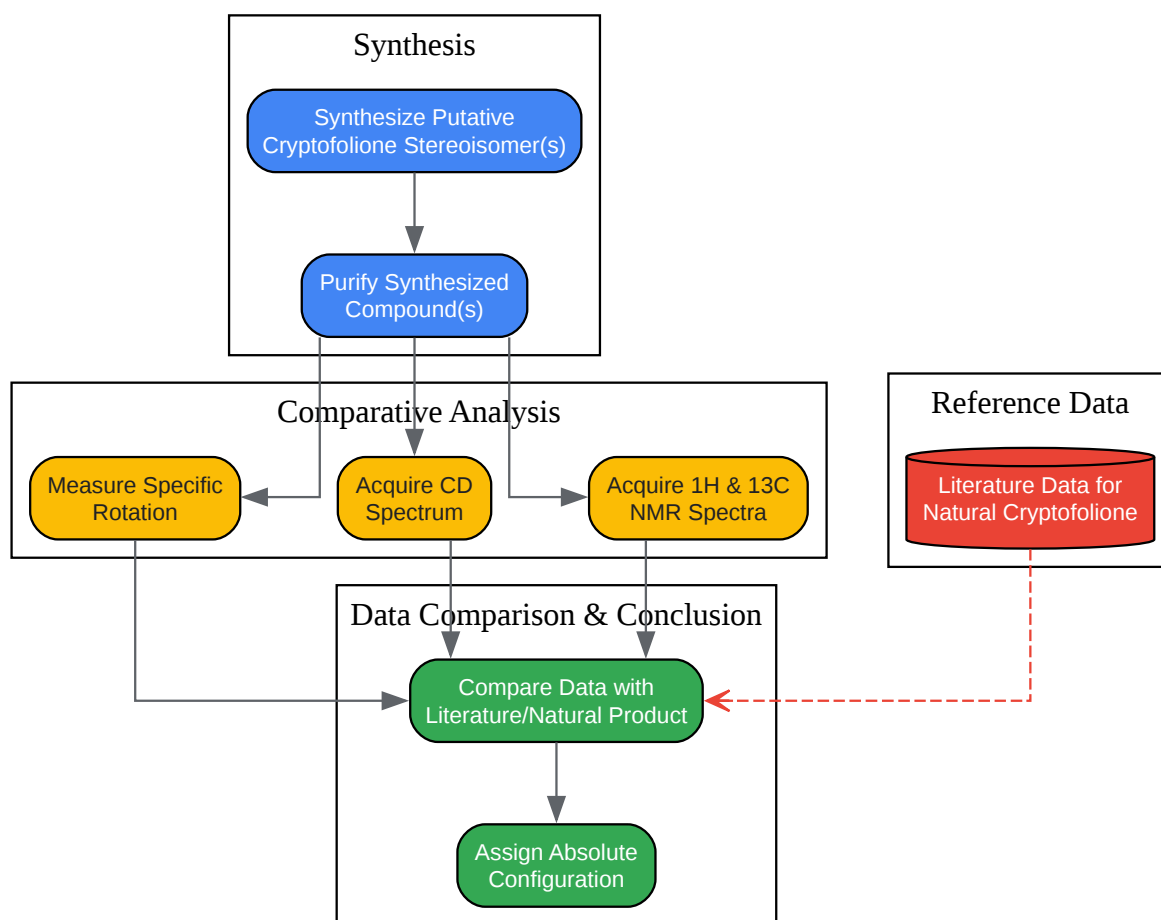 Synthesis
Synthesize Putative
Cryptofolione Stereoisomer(s)
Purify Synthesized
Compound(s)
Comparative Analysis
Measure Specific
Rotation
Acquire CD
Spectrum
Acquire 1H & 13C
NMR Spectra
Reference Data
Literature Data for
Natural Cryptofolione
Data Comparison & Conclusion
Compare Data with
Literature/Natural Product
Assign Absolute
Configuration